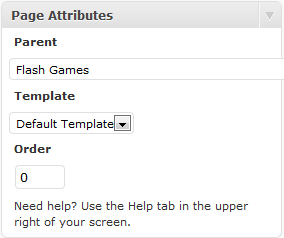 Page Attributes
Parent
Flash Games
Template
Default Template
Order
0
Need help? Use the Help tab in the upper
right of your screen.